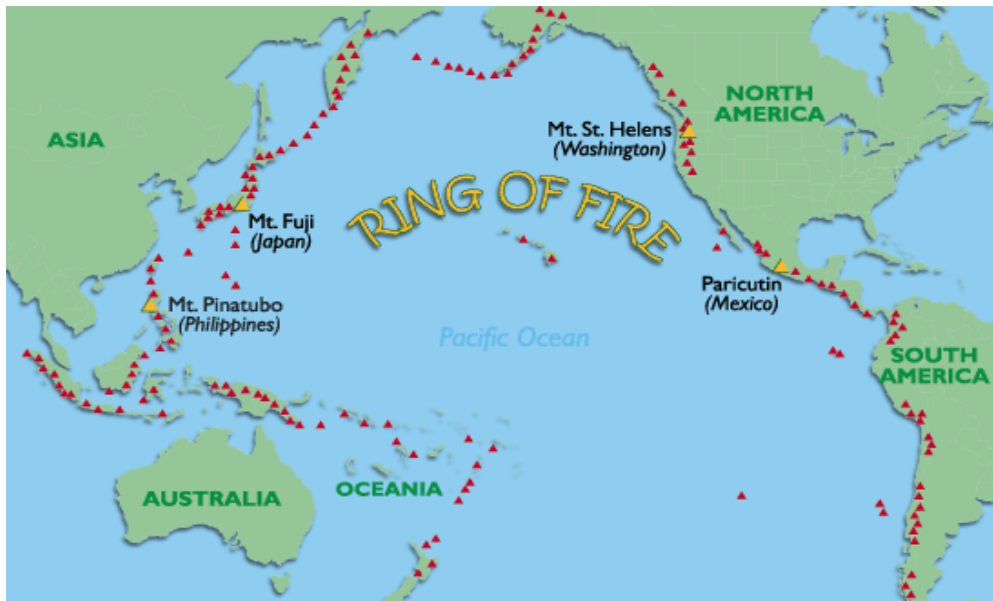 NORTH
AMERICA
ASIA
Mt. St. Helens
(Washington)
RING OF FIRE
Mt. Fuji
(Japan)
Paricutin
(Mexico)
Mt. Pinatubo
(Philippines)
Pacific Ocean
SOUTH
AMERICA
AUSTRALIA
OCEANIA